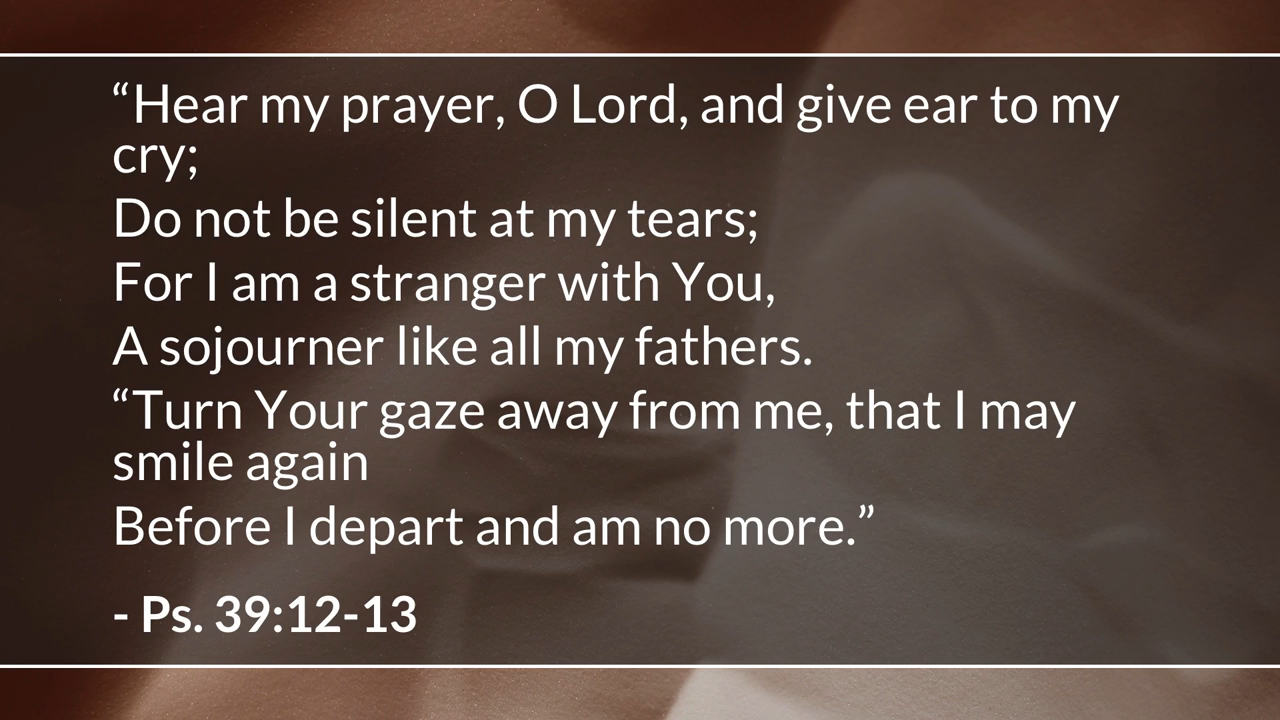 “Hear my prayer, O Lord, and give ear to my
cry;
Do not be silent at my tears;
For I am a stranger with You,
A sojourner like all my fathers.
“Turn Your gaze away from me, that I may
smile again
Before I depart and am no more.”
- Ps. 39:12-13